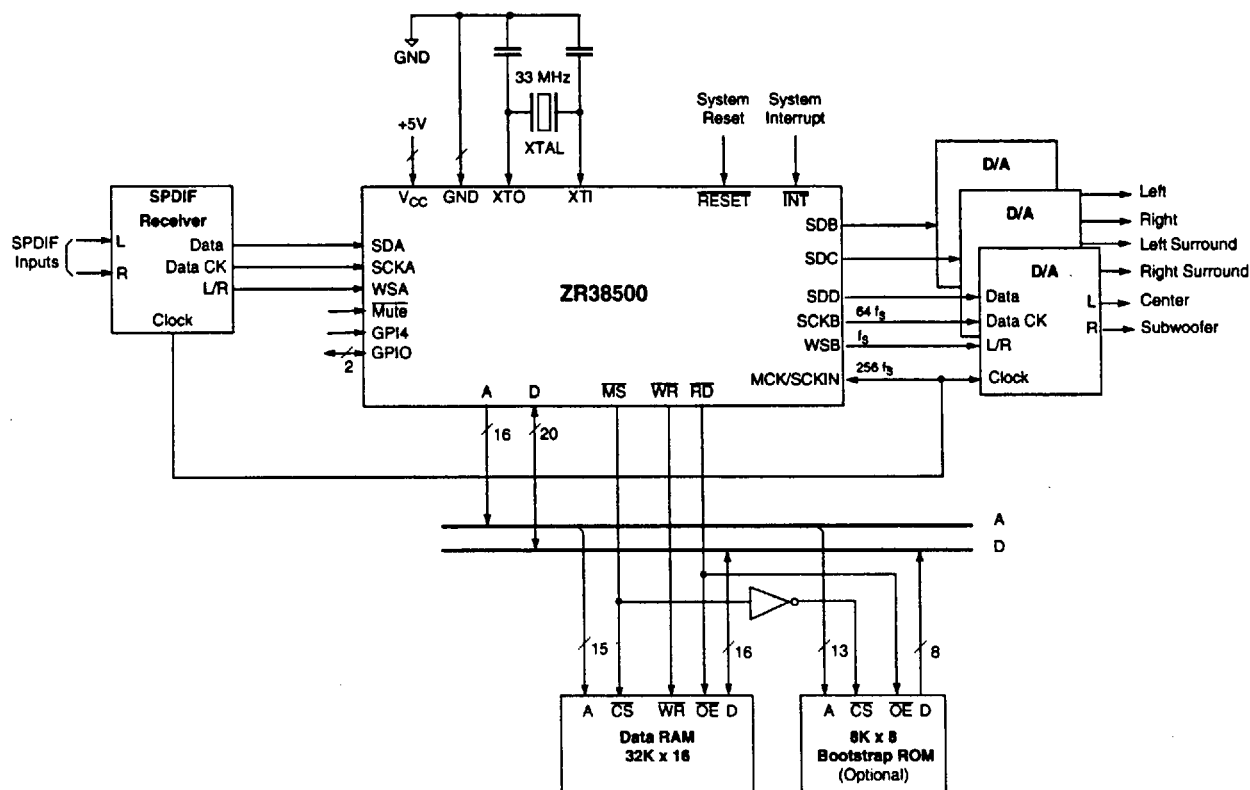 GND
33 MHz
XTAL
+5V
System
Reset
System
Interrupt
SPDIF
Receiver
SPDIF
Inputs
L
R
Data
Data CK
L/R
Clock
VCC
GND
XTO
XTI
RESET
INT
SDA
SCKA
WSA
Mute
GPI4
GPIO
2
ZR38500
SDB
SDC
SDD
SCKB
WSB
MCK/SCKIN
64 fs
fs
256 fs
A
D
MS
WR
RD
16
20
D/A
D/A
D/A
Data
Data CK
L/R
Clock
L
R
Left
Right
Left Surround
Right Surround
Center
Subwoofer
A
D
15
16
13
8
A
CS
WR
OE
D
Data RAM
32K x 16
A
CS
OE
D
8K x 8
Bootstrap ROM
(Optional)